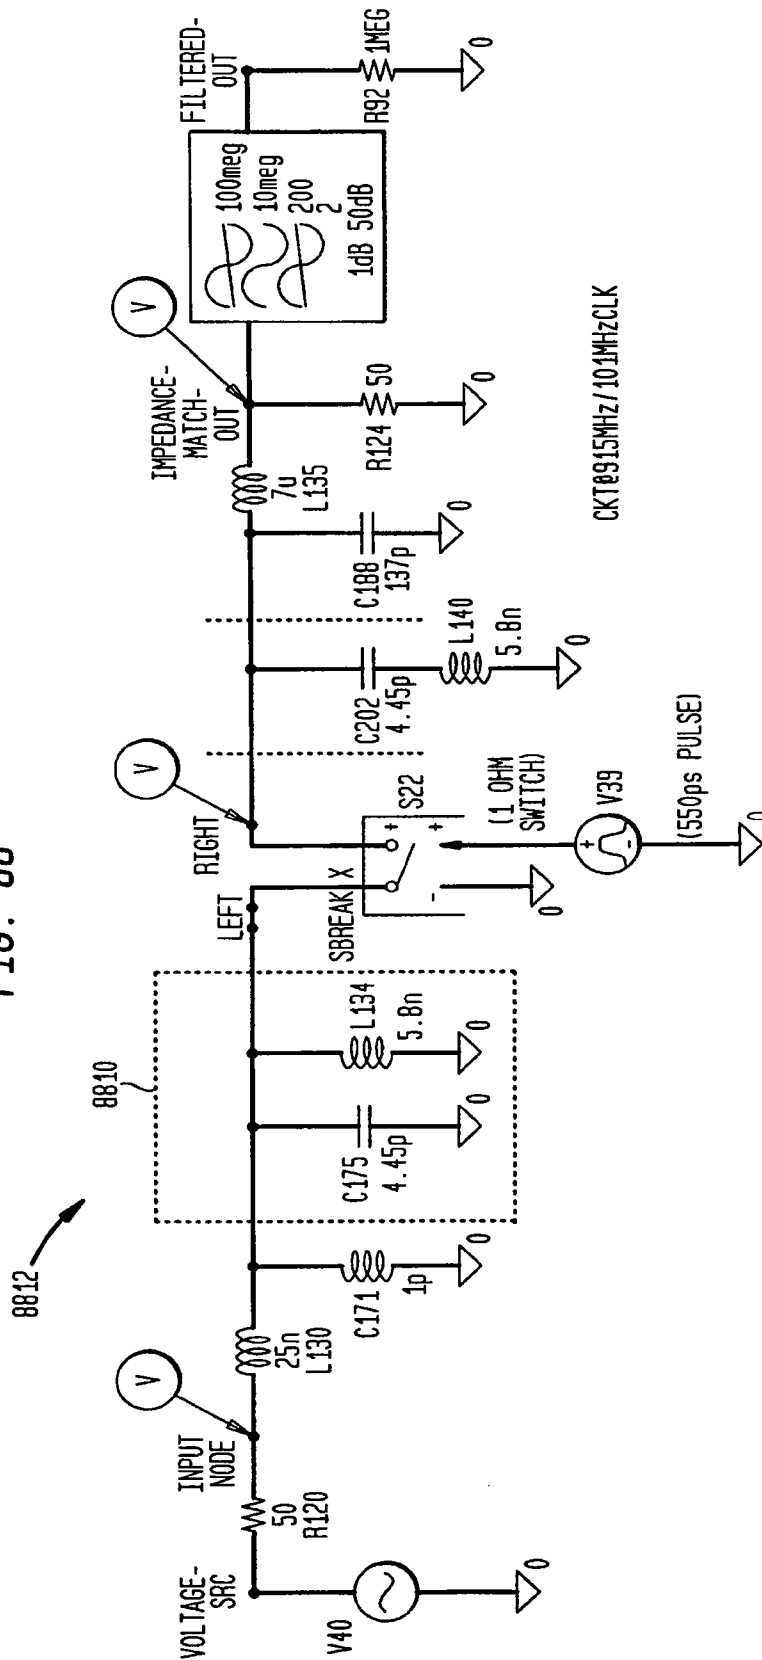 FIG. 88
8812
8810
VOLTAGE-
SRC
V40
0
50
R120
INPUT
NODE
V
25n
L130
C171
1p
0
C175
4.45p
0
L134
5.8n
0
LEFT
SBREAK X
S22
+
+
-
0
(1 OHM
SWITCH)
+
-
V39
(550ps PULSE)
0
RIGHT
V
C202
4.45p
L140
5.8n
0
C188
137p
0
7u
L135
IMPEDANCE-
MATCH-
OUT
V
R124
50
0
100meg
10meg
200
2
1dB 50dB
FILTERED-
OUT
R92
1MEG
0
CKT@915MHz/101MHzCLK